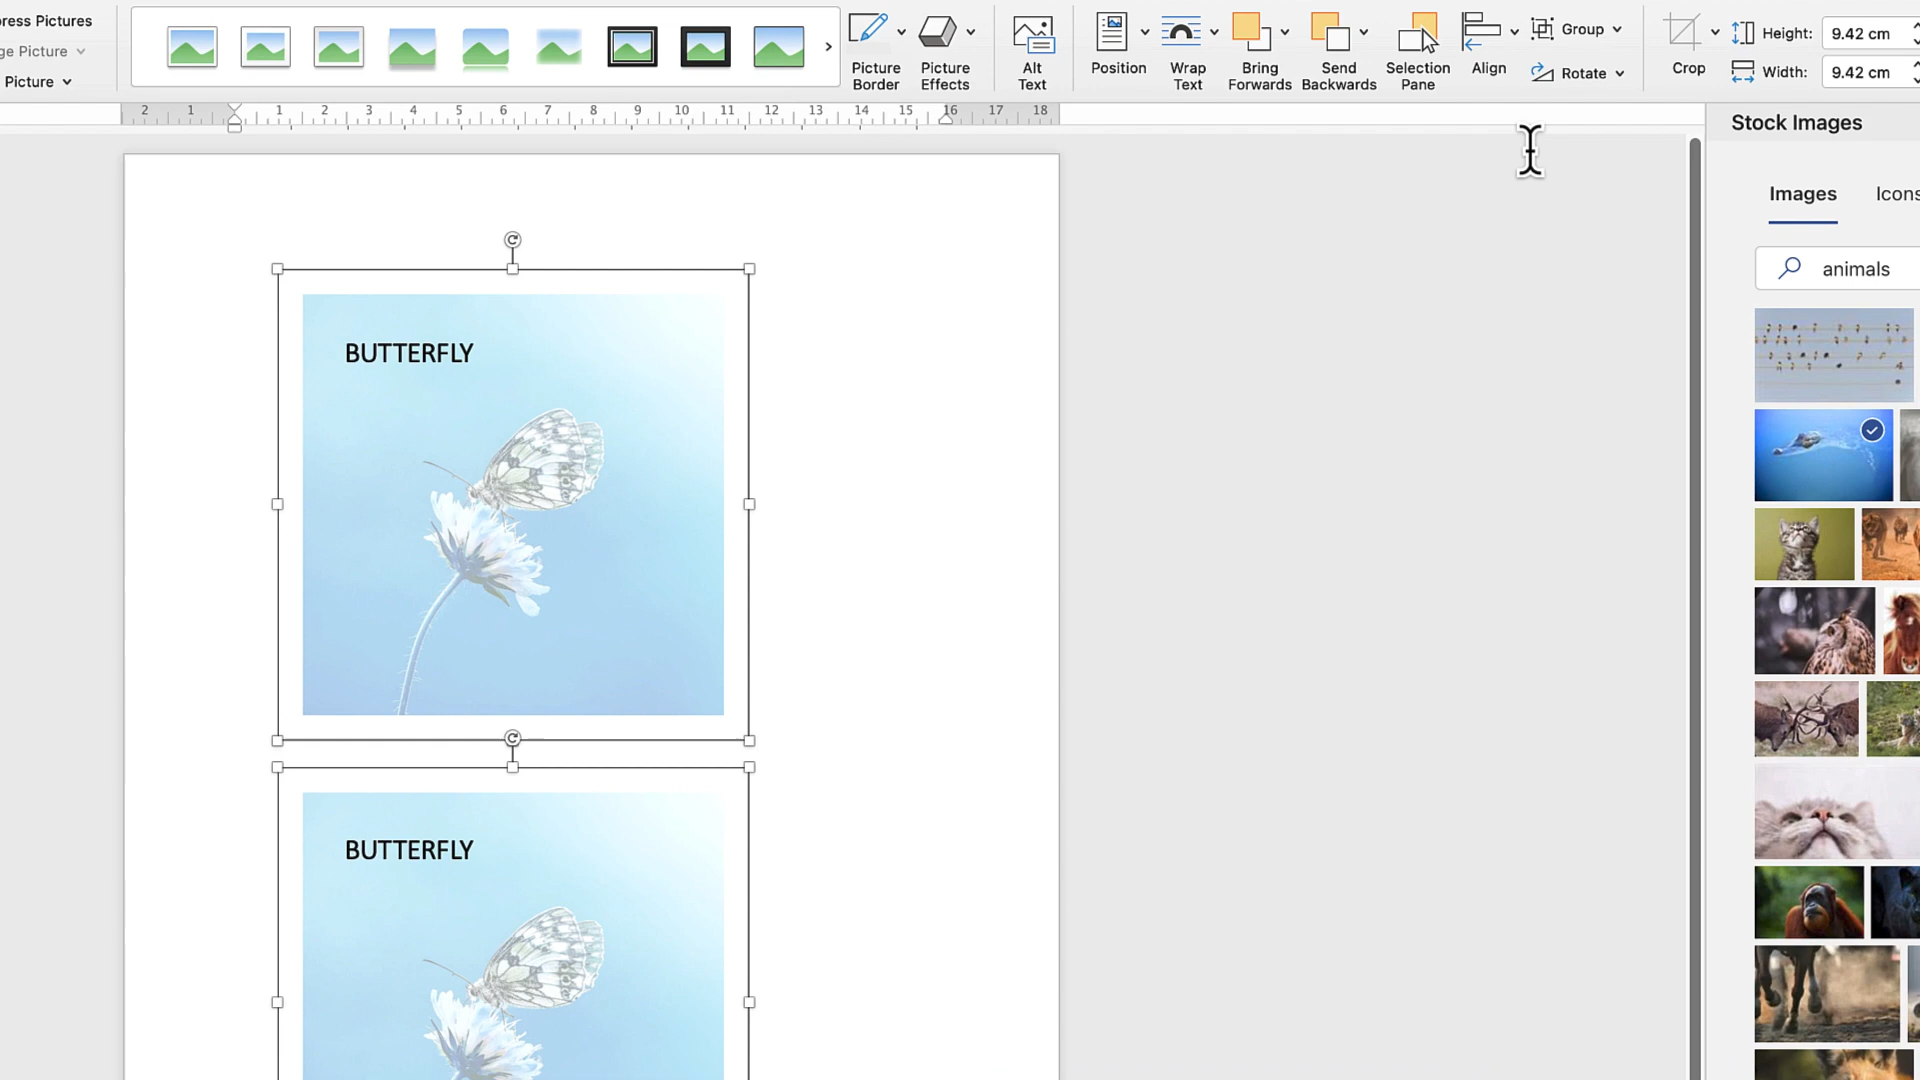 press Pictures
ge Picture
Picture
Picture
Border
Picture
Effects
Alt
Text
Position
Wrap
Text
Bring
Forwards
Send
Backwards
Selection
Pane
Align
Group
Rotate
Crop
Height:
9.42 cm
Width:
9.42 cm
2 1 1 2 3 4 5 6 7 8 9 10 11 12 13 14 15 16 17 18
Stock Images
Images
Icons
animals
BUTTERFLY
BUTTERFLY